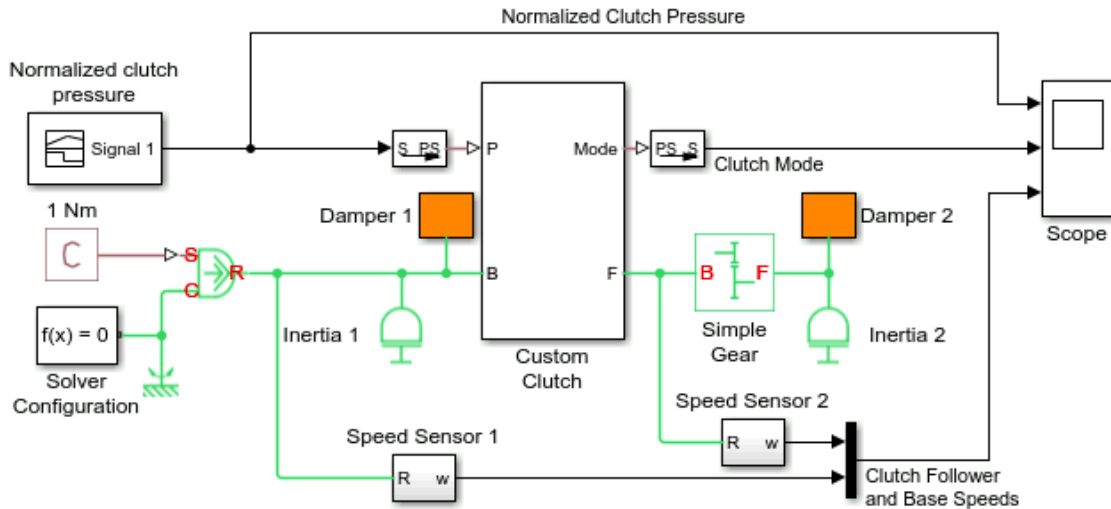 Normalized Clutch Pressure
Normalized clutch
pressure
Signal 1
S PS
P
Mode
PS S
Clutch Mode
Scope
1 Nm
C
S
C
R
Damper 1
B
F
Damper 2
B
F
Inertia 1
Custom
Clutch
Simple
Gear
Inertia 2
f(x) = 0
Solver
Configuration
Speed Sensor 1
R
w
Speed Sensor 2
R
w
Clutch Follower
and Base Speeds